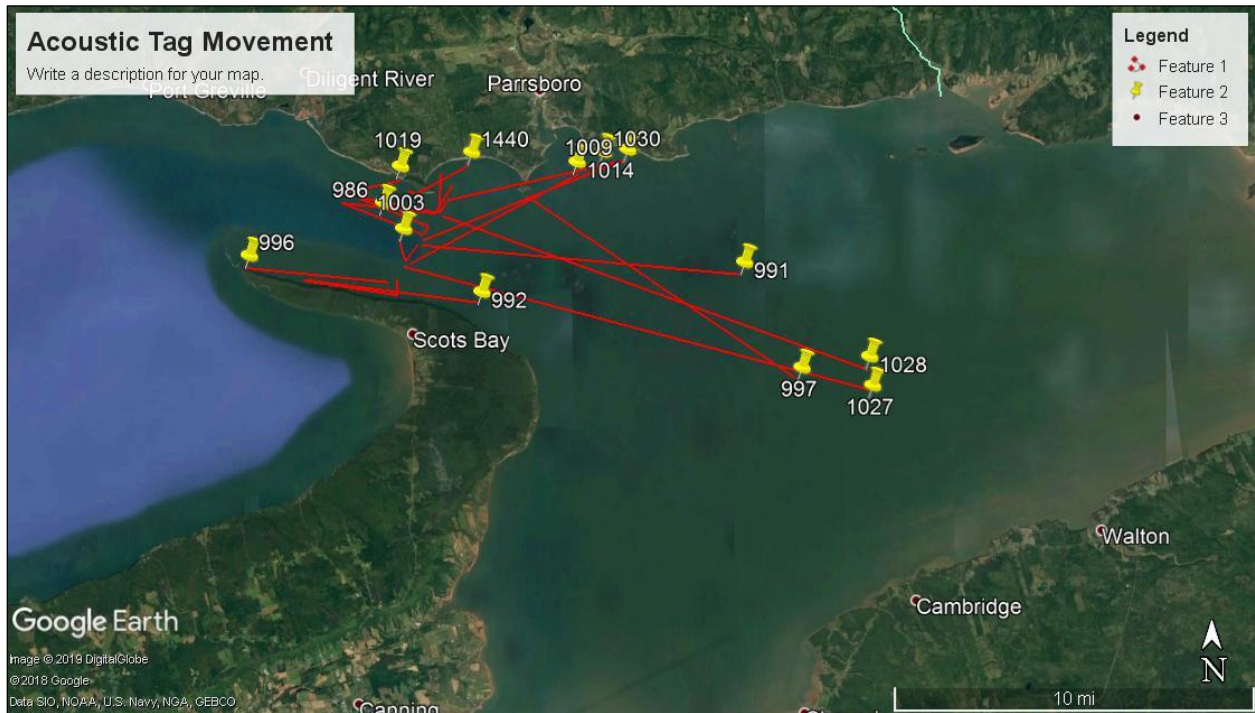 Acoustic Tag Movement
Write a description for your map.
Legend
Feature 1
Feature 2
Feature 3
Diligent River
Port Greville
Parrsboro
1019
1440
1009
1030
1014
986
1003
996
991
992
Scots Bay
1028
997
1027
Walton
Cambridge
Google Earth
Image © 2019 DigitalGlobe
© 2018 Google
Data SIO, NOAA, U.S. Navy, NGA, GEBCO
Canning
10 mi
N